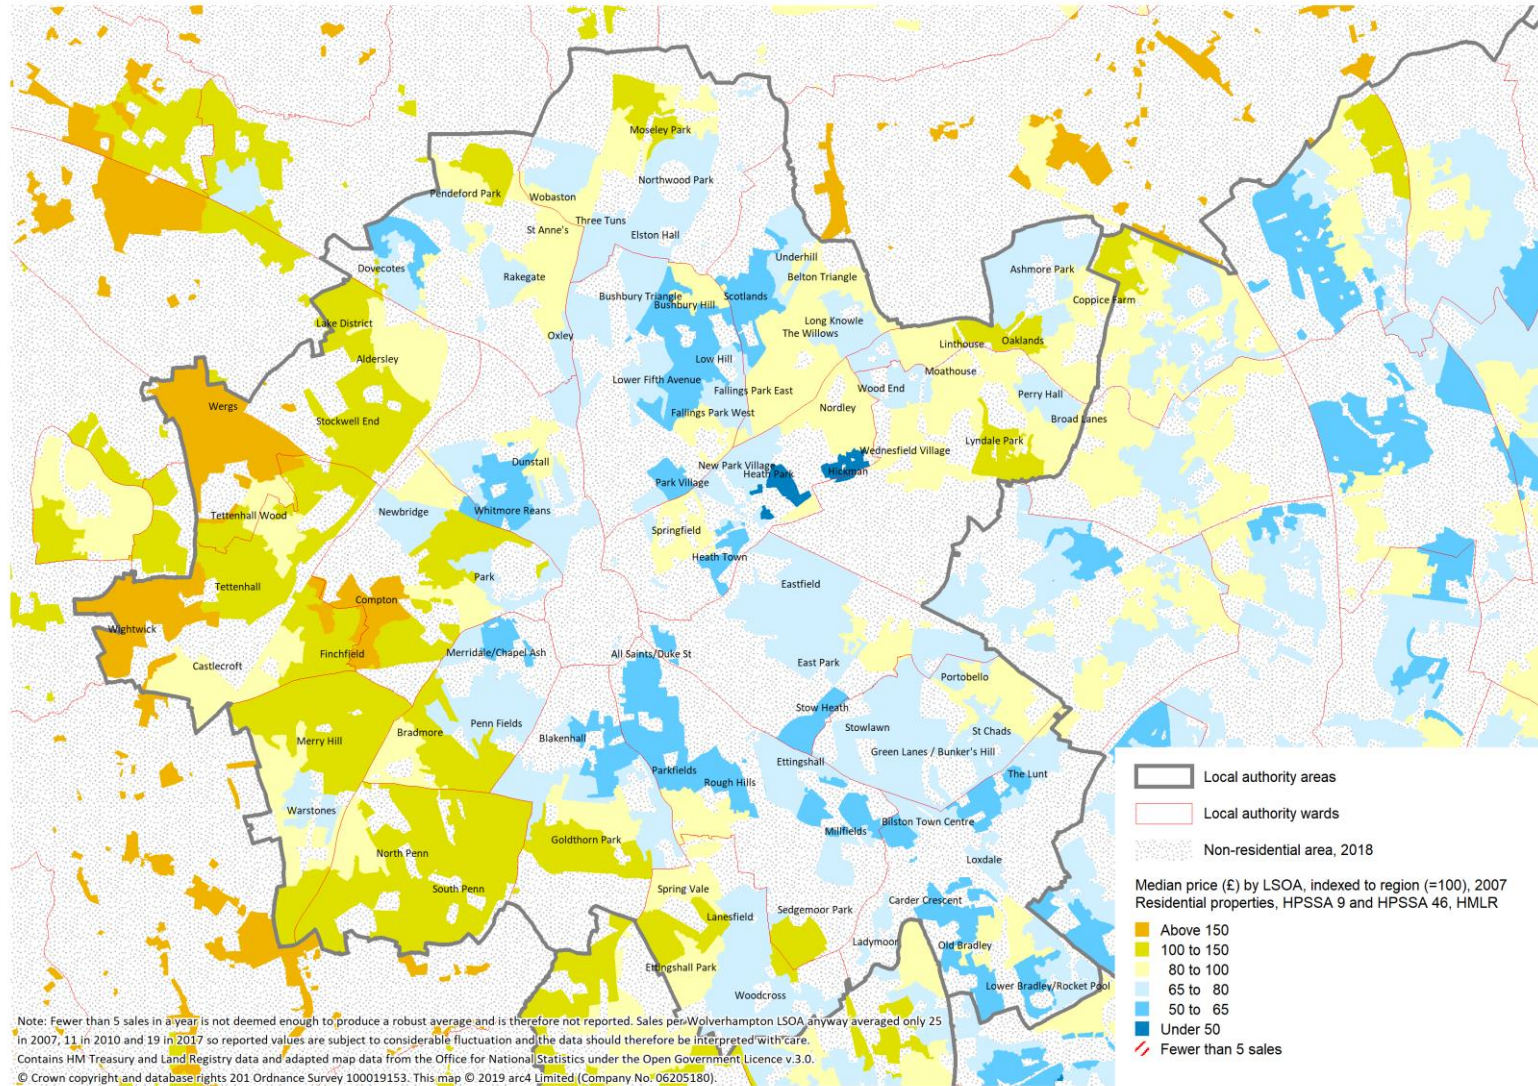 Moseley Park
Northwood Park
Pendeford Park
Wobaston
Three Tuns
St Anne's
Elston Hall
Underhill
Dovecotes
Rakegate
Belton Triangle
Ashmore Park
Bushbury Triangle
Scotlands
Bushbury Hill
Coppice Farm
Lake District
Long Knowle
The Willows
Oxley
Linthouse
Oaklands
Aldersley
Low Hill
Moathouse
Lower Fifth Avenue
Fallings Park East
Wood End
Perry Hall
Wergs
Nordley
Stockwell End
Fallings Park West
Broad Lanes
Lyndale Park
Wednesfield Village
Dunstall
New Park Village
Heath Park
Hickman
Park Village
Tettenhall Wood
Newbridge
Whitmore Reans
Springfield
Heath Town
Park
Eastfield
Tettenhall
Compton
Wightwick
Finchfield
Merridale/Chapel Ash
All Saints/Duke St
Castlecroft
East Park
Portobello
Stow Heath
Penn Fields
Stowlawn
St Chads
Merry Hill
Bradmore
Blakenhall
Green Lanes / Bunker's Hill
Ettingshall
Parkfields
Rough Hills
The Lunt
Warstones
Bilston Town Centre
Millfields
Goldthorn Park
North Penn
Loxdale
South Penn
Spring Vale
Carder Crescent
Lanesfield
Sedgemoor Park
Ladymoor
Old Bradley
Ettingshall Park
Woodcross
Lower Bradley/Rocket Pool
Local authority areas
Local authority wards
Non-residential area, 2018
Median price (£) by LSOA, indexed to region (=100), 2007
Residential properties, HPSSA 9 and HPSSA 46, HMLR
Above 150
100 to 150
80 to 100
65 to 80
50 to 65
Under 50
Fewer than 5 sales
Note: Fewer than 5 sales in a year is not deemed enough to produce a robust average and is therefore not reported. Sales per Wolverhampton LSOA anyway averaged only 25
in 2007, 11 in 2010 and 19 in 2017 so reported values are subject to considerable fluctuation and the data should therefore be interpreted with care.
Contains HM Treasury and Land Registry data and adapted map data from the Office for National Statistics under the Open Government Licence v.3.0.
© Crown copyright and database rights 201 Ordnance Survey 100019153. This map © 2019 arc4 Limited (Company No. 06205180).